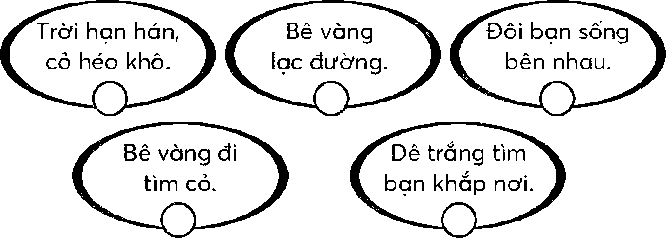 Trời hạn hán,
cỏ héo khô.
Bê vàng
lạc đường.
Đôi bạn sống
bên nhau.
Bê vàng đi
tìm cỏ.
Dê trắng tìm
bạn khắp nơi.